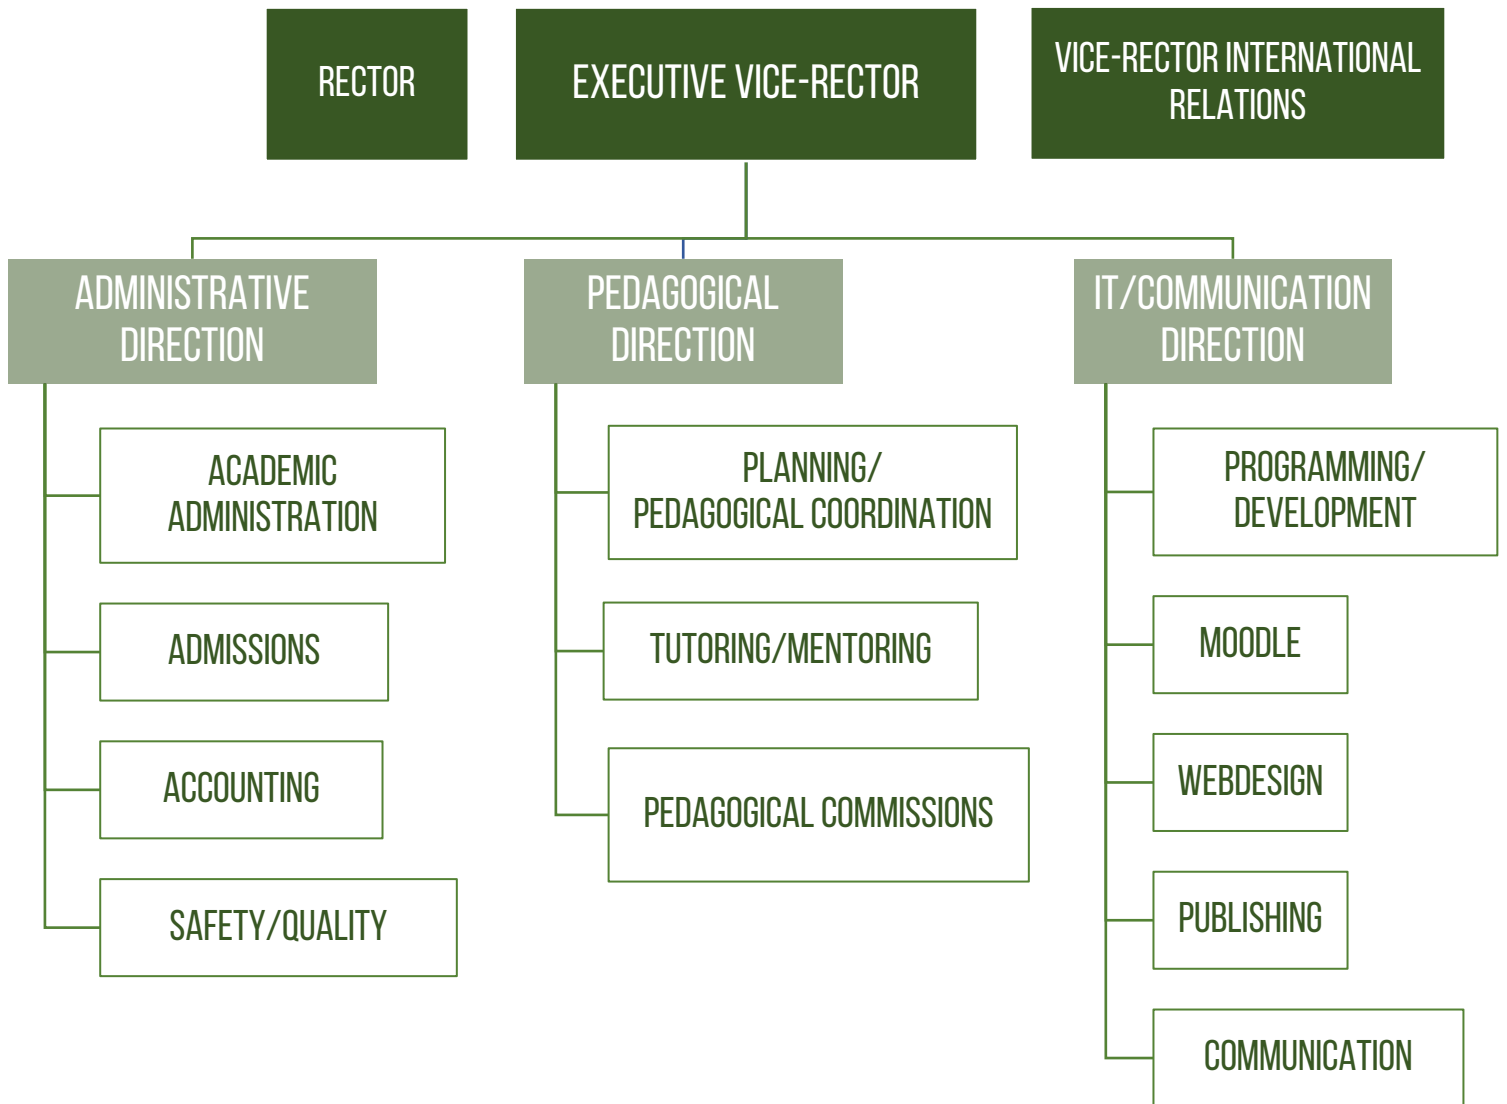 RECTOR
EXECUTIVE VICE-RECTOR
VICE-RECTOR INTERNATIONAL
RELATIONS
ADMINISTRATIVE
DIRECTION
PEDAGOGICAL
DIRECTION
IT/COMMUNICATION
DIRECTION
ACADEMIC
ADMINISTRATION
ADMISSIONS
ACCOUNTING
SAFETY/QUALITY
PLANNING/
PEDAGOGICAL COORDINATION
TUTORING/MENTORING
PEDAGOGICAL COMMISSIONS
PROGRAMMING/
DEVELOPMENT
MOODLE
WEBDESIGN
PUBLISHING
COMMUNICATION